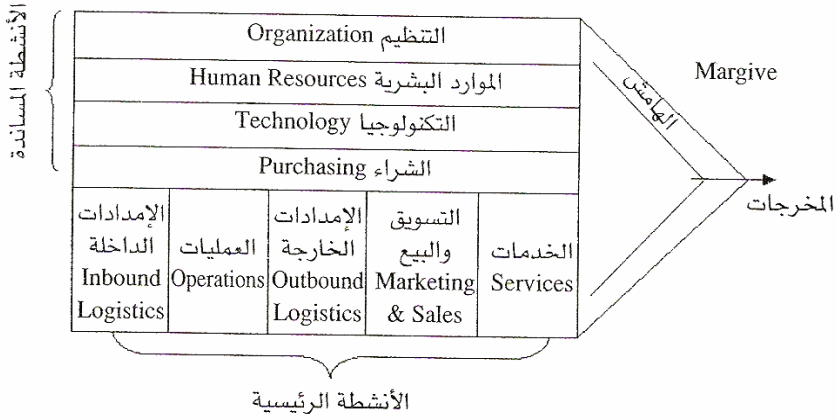 الأنشطة المساندة
التنظيم Organization
الموارد البشرية Human Resources
التكنولوجيا Technology
الشراء Purchasing
الهامش
Margive
المخرجات
الإمدادات
الداخلة
Inbound
Logistics
العمليات
Operations
الإمدادات
الخارجة
Outbound
Logistics
التسويق
والبيع
Marketing
& Sales
الخدمات
Services
الأنشطة الرئيسية